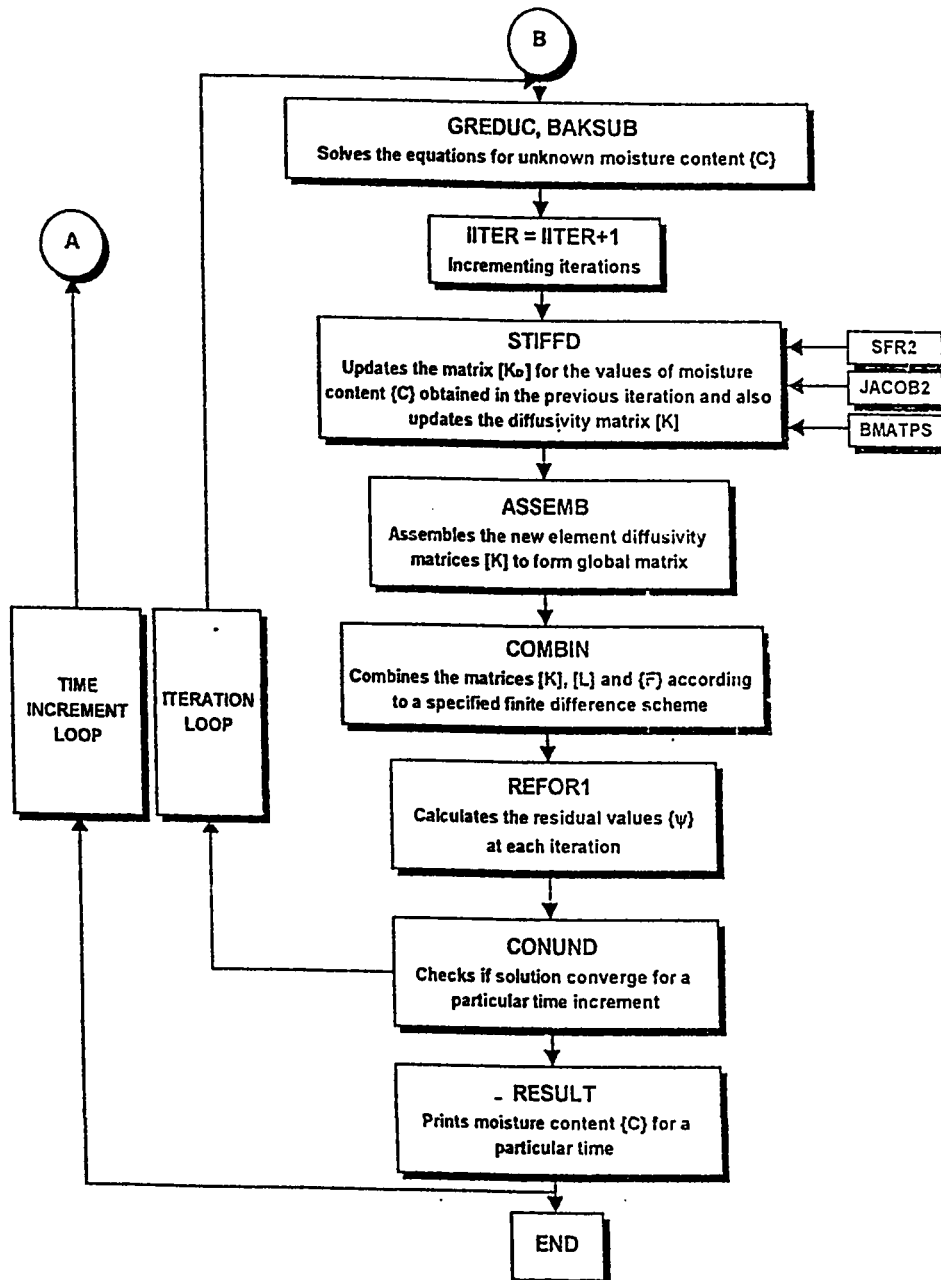 B
GREDUC, BAKSUB
Solves the equations for unknown moisture content {C}
A
IITER = IITER+1
Incrementing iterations
STIFFD
Updates the matrix [K_D] for the values of moisture
content {C} obtained in the previous iteration and also
updates the diffusivity matrix [K]
SFR2
JACOB2
BMATPS
ASSEMB
Assembles the new element diffusivity
matrices [K] to form global matrix
COMBIN
Combines the matrices [K], [L] and {F} according
to a specified finite difference scheme
TIME
INCREMENT
LOOP
ITERATION
LOOP
REFOR1
Calculates the residual values {ψ}
at each iteration
CONUND
Checks if solution converge for a
particular time increment
RESULT
Prints moisture content {C} for a
particular time
END